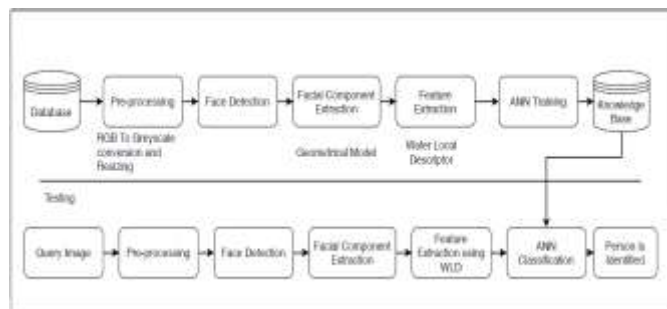 Database
Pre-processing
Face Detection
Facial Component
Extraction
Feature
Extraction
ANN Training
Knowledge
Base
RGB To Greyscale
conversion and
Resizing
Geometrical Model
Descriptor
Testing
Query Image
Pre-processing
Face Detection
Facial Component
Extraction
Feature
Extraction using
WLD
ANN
Classification
Person is
Identified